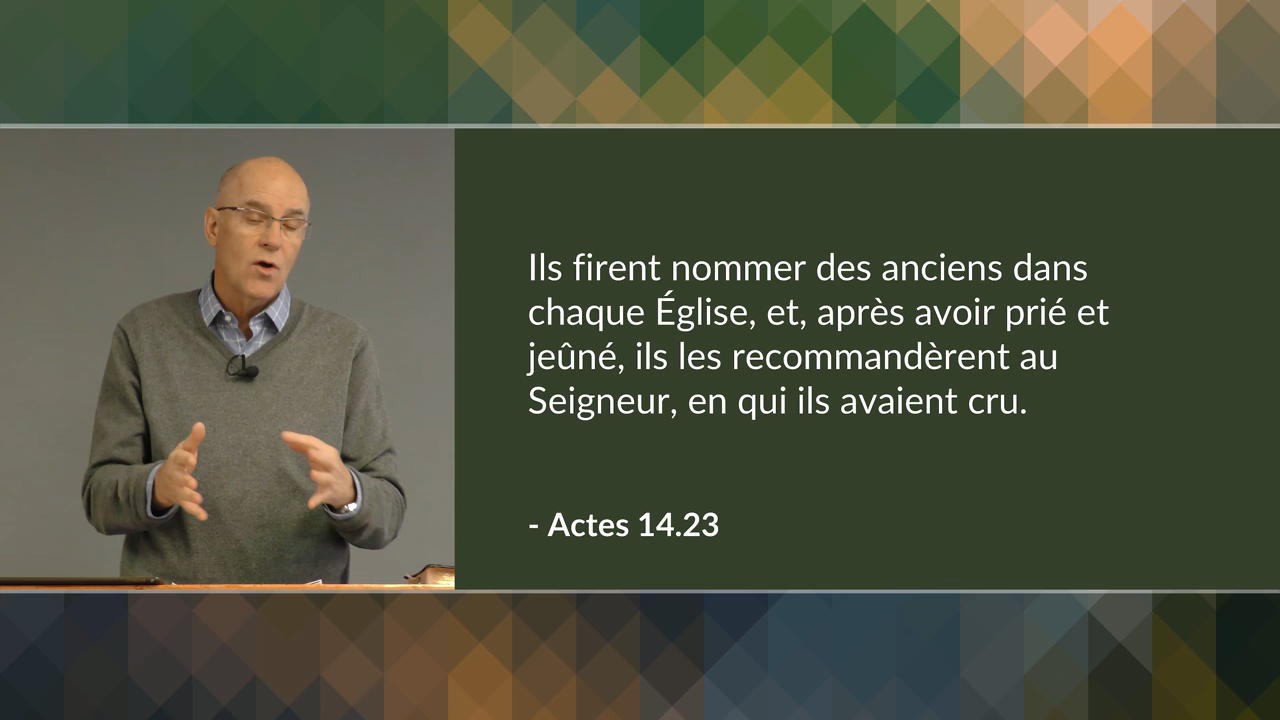 Ils firent nommer des anciens dans
chaque Église, et, après avoir prié et
jeûné, ils les recommandèrent au
Seigneur, en qui ils avaient cru.
- Actes 14.23